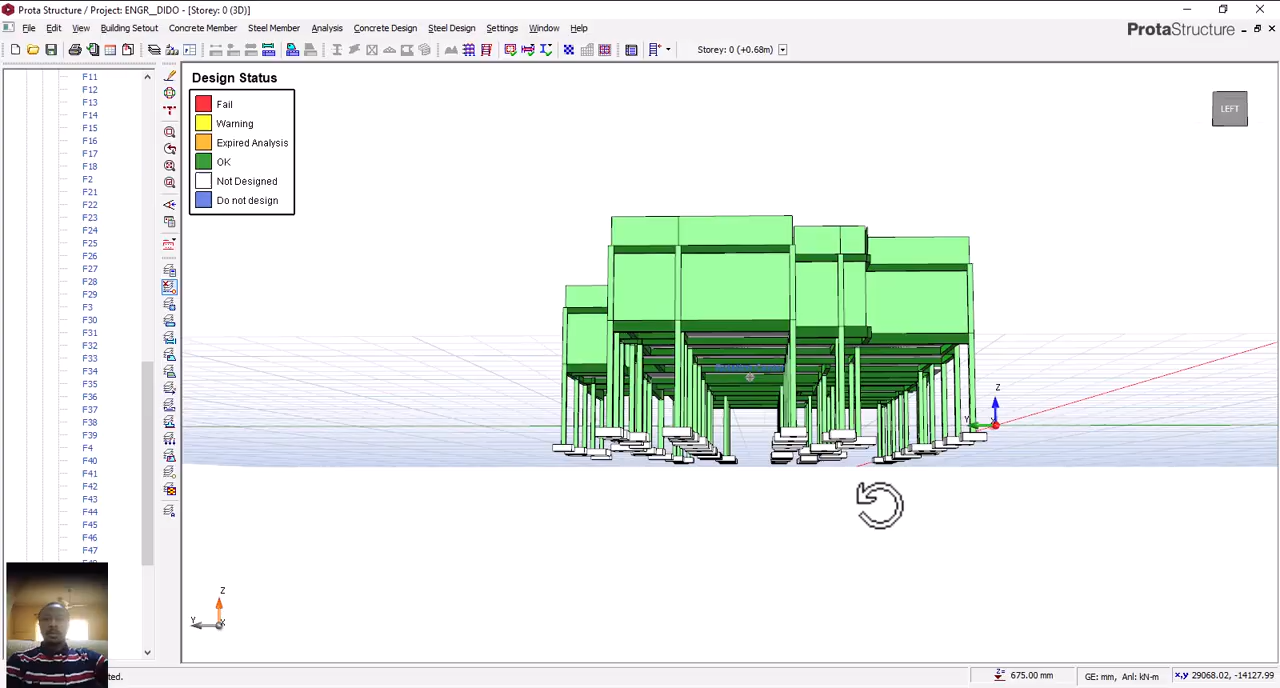 Prota Structure / Project: ENGR__DIDO - [Storey: 0 (3D)]
File Edit View Building Setout Concrete Member Steel Member Analysis Concrete Design Steel Design Settings Window Help
ProtaStructure
Storey: 0 (+0.68m)
F11
F12
F13
F14
F15
F16
F17
F18
F2
F21
F22
F23
F24
F25
F26
F27
F28
F29
F3
F30
F31
F32
F33
F34
F35
F36
F37
F38
F39
F4
F40
F41
F42
F43
F44
F45
F46
F47
Design Status
Fail
Warning
Expired Analysis
OK
Not Designed
Do not design
LEFT
Z
Y
Z
Y
X
ted.
Z= 675.00 mm
GE: mm, Anl: kN-m
x,y 29068.02, -14127.99